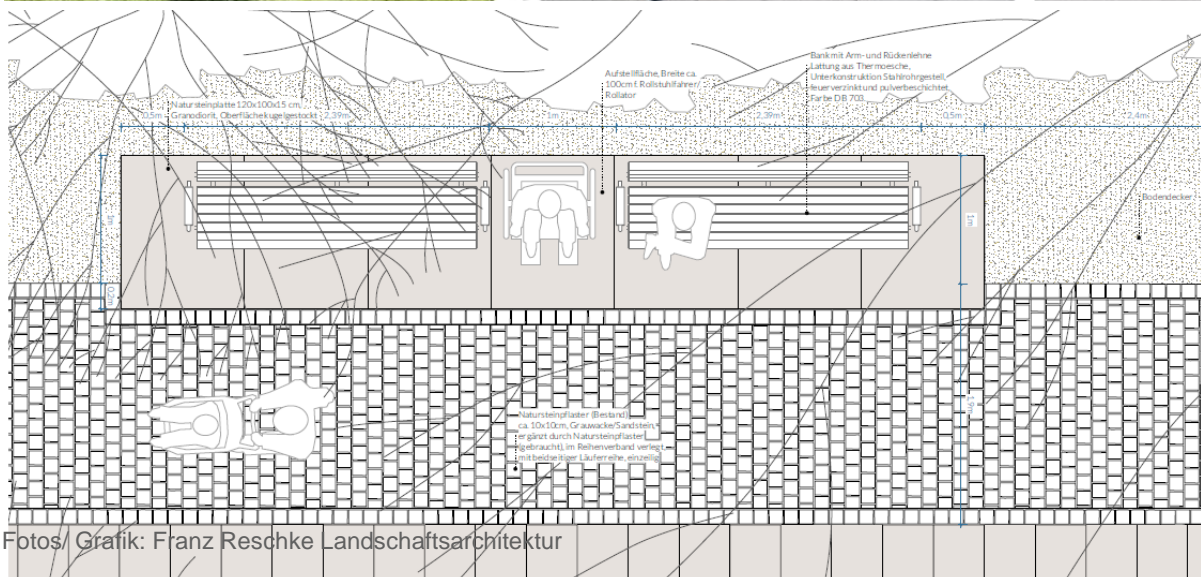 Bank mit Arm- und Rückenlehne
Lattung aus Thermoesche,
Unterkonstruktion Stahlrohrgestell,
feuerverzinkt und pulverbeschichtet
Farbe DB 703.
Aufstellfläche, Breite ca.
100cm f. Rollstuhlfahrer/
Rollator
Natursteinplatte 120x100x15 cm,
Granodiorit, Oberfläche kugelgestockt
0,5m
2,39m
1m
2,39m
0,5m
2,4m
1m
0,2m
1m
1,9m
Bodendecker
Natursteinpflaster (Bestand)
ca. 10x10cm, Grauwacke/Sandstein,
ergänzt durch Natursteinpflaster
(gebraucht), im Reihenverband verlegt
mit beidseitiger Läuferreihe, einzeilig
Fotos/ Grafik: Franz Reschke Landschaftsarchitektur